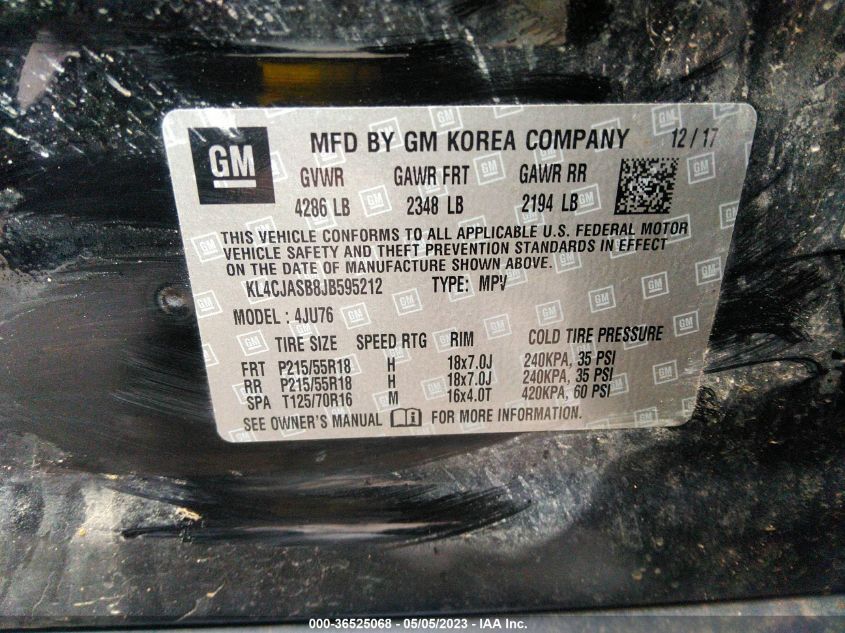 GM MFD BY GM KOREA COMPANY 12/17
GVWR GAWR FRT GAWR RR
4286 LB 2348 LB 2194 LB
THIS VEHICLE CONFORMS TO ALL APPLICABLE U.S. FEDERAL MOTOR
VEHICLE SAFETY AND THEFT PREVENTION STANDARDS IN EFFECT
ON THE DATE OF MANUFACTURE SHOWN ABOVE.
KL4CJASB8JB595212 TYPE: MPV
MODEL: 4JU76
TIRE SIZE SPEED RTG RIM COLD TIRE PRESSURE
FRT P215/55R18 H 18x7.0J 240KPA, 35 PSI
RR P215/55R18 H 18x7.0J 240KPA, 35 PSI
SPA T125/70R16 M 16x4.0T 420KPA, 60 PSI
SEE OWNER'S MANUAL FOR MORE INFORMATION.
000-36525068 - 05/05/2023 - IAA Inc.